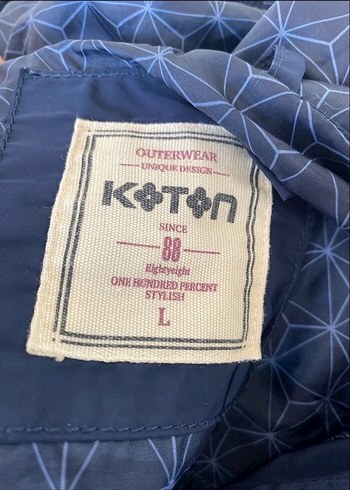 OUTERWEAR
UNIQUE DESIGN
KOTON
SINCE
88
Eightyeight
ONE HUNDRED PERCENT
STYLISH
L